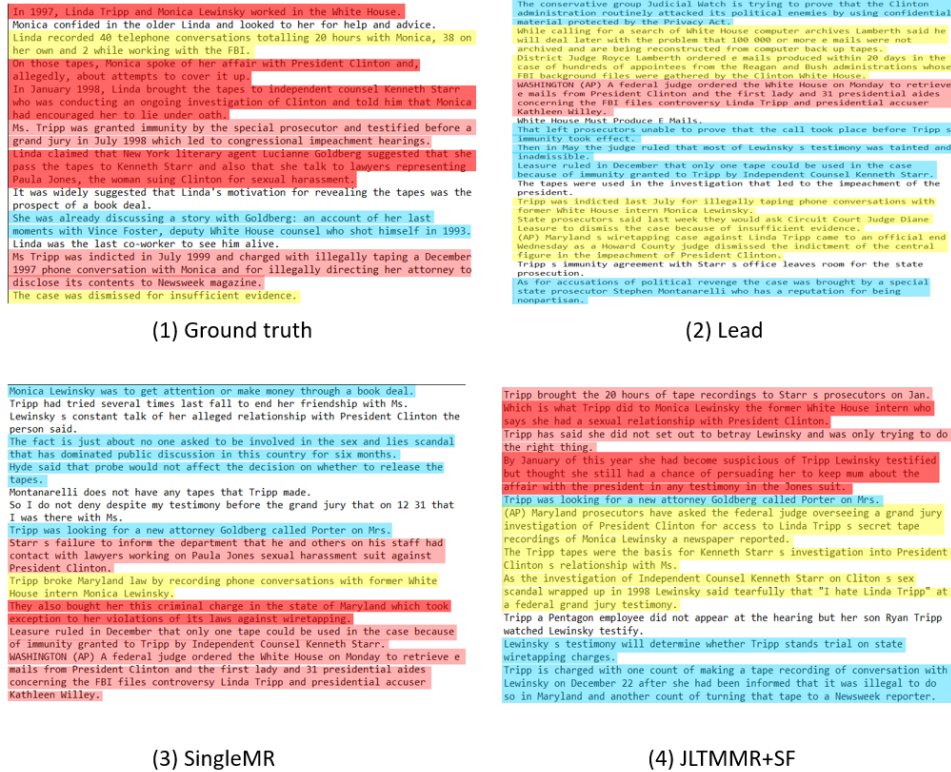 In 1997, Linda Tripp and Monica Lewinsky worked in the White House.
Monica confided in the older Linda and looked to her for help and advice.
Linda recorded 40 telephone conversations totalling 20 hours with Monica, 38 on
her own and 2 while working with the FBI.
On those tapes, Monica spoke of her affair with President Clinton and,
allegedly, about attempts to cover it up.
In January 1998, Linda brought the tapes to independent counsel Kenneth Starr
who was conducting an ongoing investigation of Clinton and told him that Monica
had encouraged her to lie under oath.
Ms. Tripp was granted immunity by the special prosecutor and testified before a
grand jury in July 1998 which led to congressional impeachment hearings.
Linda claimed that New York literary agent Lucianne Goldberg suggested that she
pass the tapes to Kenneth Starr and also that she talk to lawyers representing
Paula Jones, the woman suing Clinton for sexual harassment.
It was widely suggested that Linda's motivation for revealing the tapes was the
prospect of a book deal.
She was already discussing a story with Goldberg: an account of her last
moments with Vince Foster, deputy White House counsel who shot himself in 1993.
Linda was the last co-worker to see him alive.
Ms Tripp was indicted in July 1999 and charged with illegally taping a December
1997 phone conversation with Monica and for illegally directing her attorney to
disclose its contents to Newsweek magazine.
The case was dismissed for insufficient evidence.
(1) Ground truth
The conservative group Judicial Watch is trying to prove that the Clinton
administration routinely attacked its political enemies by using confidential
material protected by the Privacy Act.
While calling for a search of White House computer archives Lamberth said he
will deal later with the problem that 100 000 or more e mails were not
archived and are being reconstructed from computer back up tapes.
District Judge Royce Lamberth ordered e mails produced within 20 days in the
case of hundreds of appointees from the Reagan and Bush administrations whose
FBI background files were gathered by the Clinton White House.
WASHINGTON (AP) A federal judge ordered the White House on Monday to retrieve
e mails from President Clinton and the first lady and 31 presidential aides
concerning the FBI files controversy Linda Tripp and presidential accuser
Kathleen Willey.
White House Must Produce E Mails.
That left prosecutors unable to prove that the call took place before Tripp s
immunity took effect.
Then in May the judge ruled that most of Lewinsky s testimony was tainted and
inadmissible.
Leasure ruled in December that only one tape could be used in the case
because of immunity granted to Tripp by Independent Counsel Kenneth Starr.
The tapes were used in the investigation that led to the impeachment of the
president.
Tripp was indicted last July for illegally taping phone conversations with
former White House intern Monica Lewinsky.
State prosecutors said last week they would ask Circuit Court Judge Diane
Leasure to dismiss the case because of insufficient evidence.
(AP) Maryland s wiretapping case against Linda Tripp came to an official end
Wednesday as a Howard County judge dismissed the indictment of the central
figure in the impeachment of President Clinton.
Tripp s immunity agreement with Starr s office leaves room for the state
prosecution.
As for accusations of political revenge the case was brought by a special
state prosecutor Stephen Montanarelli who has a reputation for being
nonpartisan.
(2) Lead
Monica Lewinsky was to get attention or make money through a book deal.
Tripp had tried several times last fall to end her friendship with Ms.
Lewinsky s constant talk of her alleged relationship with President Clinton the
person said.
The fact is just about no one asked to be involved in the sex and lies scandal
that has dominated public discussion in this country for six months.
Hyde said that probe would not affect the decision on whether to release the
tapes.
Montanarelli does not have any tapes that Tripp made.
So I do not deny despite my testimony before the grand jury that on 12 31 that
I was there with Ms.
Tripp was looking for a new attorney Goldberg called Porter on Mrs.
Starr s failure to inform the department that he and others on his staff had
contact with lawyers working on Paula Jones sexual harassment suit against
President Clinton.
Tripp broke Maryland law by recording phone conversations with former White
House intern Monica Lewinsky.
They also bought her this criminal charge in the state of Maryland which took
exception to her violations of its laws against wiretapping.
Leasure ruled in December that only one tape could be used in the case because
of immunity granted to Tripp by Independent Counsel Kenneth Starr.
WASHINGTON (AP) A federal judge ordered the White House on Monday to retrieve e
mails from President Clinton and the first lady and 31 presidential aides
concerning the FBI files controversy Linda Tripp and presidential accuser
Kathleen Willey.
(3) SingleMR
Tripp brought the 20 hours of tape recordings to Starr s prosecutors on Jan.
Which is what Tripp did to Monica Lewinsky the former White House intern who
says she had a sexual relationship with President Clinton.
Tripp has said she did not set out to betray Lewinsky and was only trying to do
the right thing.
By January of this year she had become suspicious of Tripp Lewinsky testified
but thought she still had a chance of persuading her to keep mum about the
affair with the president in any testimony in the Jones suit.
Tripp was looking for a new attorney Goldberg called Porter on Mrs.
(AP) Maryland prosecutors have asked the federal judge overseeing a grand jury
investigation of President Clinton for access to Linda Tripp s secret tape
recordings of Monica Lewinsky a newspaper reported.
The Tripp tapes were the basis for Kenneth Starr s investigation into President
Clinton s relationship with Ms.
As the investigation of Independent Counsel Kenneth Starr on Cliton s sex
scandal wrapped up in 1998 Lewinsky said tearfully that "I hate Linda Tripp" at
a federal grand jury testimony.
Tripp a Pentagon employee did not appear at the hearing but her son Ryan Tripp
watched Lewinsky testify.
Lewinsky s testimony will determine whether Tripp stands trial on state
wiretapping charges.
Tripp is charged with one count of making a tape recording of conversation with
Lewinsky on December 22 after she had been informed that it was illegal to do
so in Maryland and another count of turning that tape to a Newsweek reporter.
(4) JLTMMR+SF